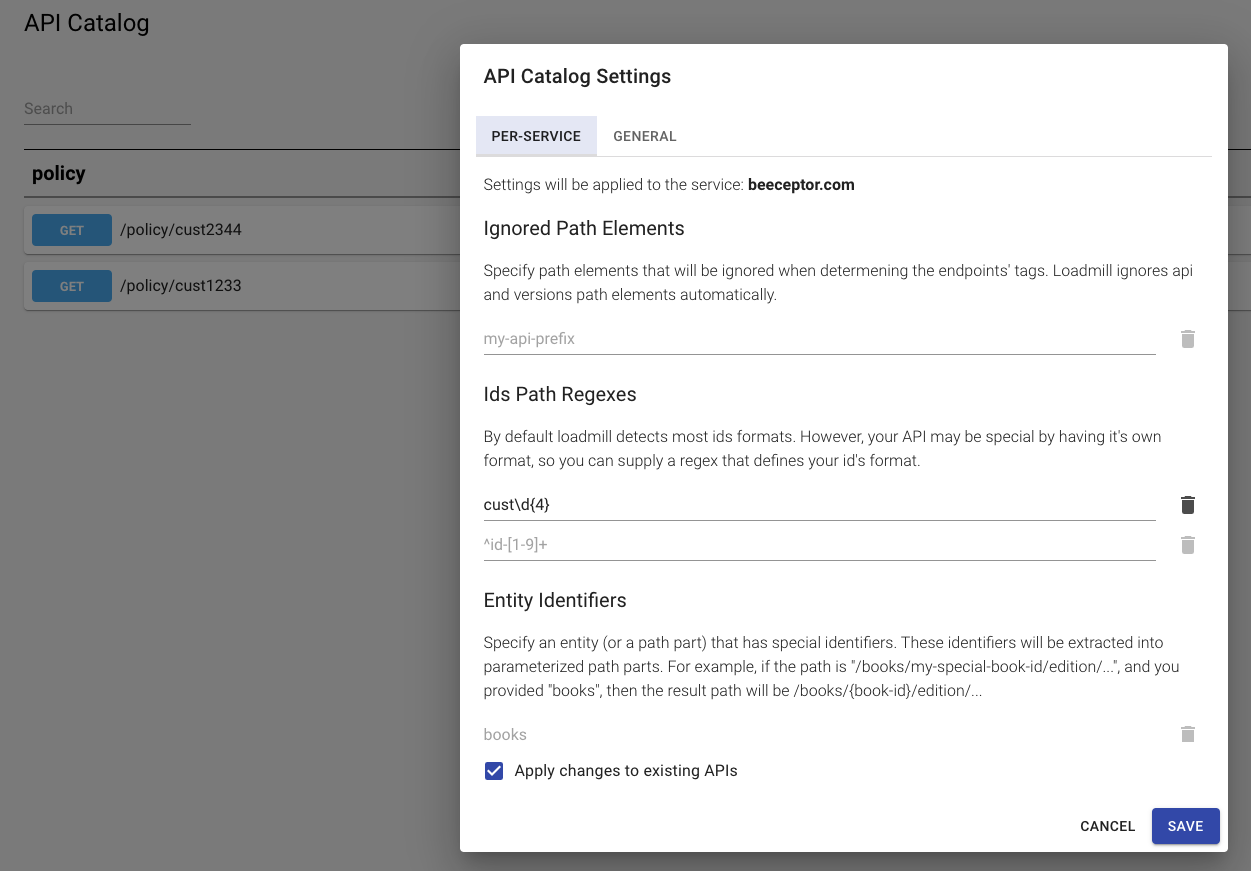 API Catalog
Search
policy
GET /policy/cust2344
GET /policy/cust1233
API Catalog Settings
PER-SERVICE GENERAL
Settings will be applied to the service: beeceptor.com
Ignored Path Elements
Specify path elements that will be ignored when determening the endpoints' tags. Loadmill ignores api
and versions path elements automatically.
my-api-prefix
Ids Path Regexes
By default loadmill detects most ids formats. However, your API may be special by having it's own
format, so you can supply a regex that defines your id's format.
cust\d{4}
^id-[1-9]+
Entity Identifiers
Specify an entity (or a path part) that has special identifiers. These identifiers will be extracted into
parameterized path parts. For example, if the path is "/books/my-special-book-id/edition/...", and you
provided "books", then the result path will be /books/{book-id}/edition/...
books
Apply changes to existing APIs
CANCEL SAVE